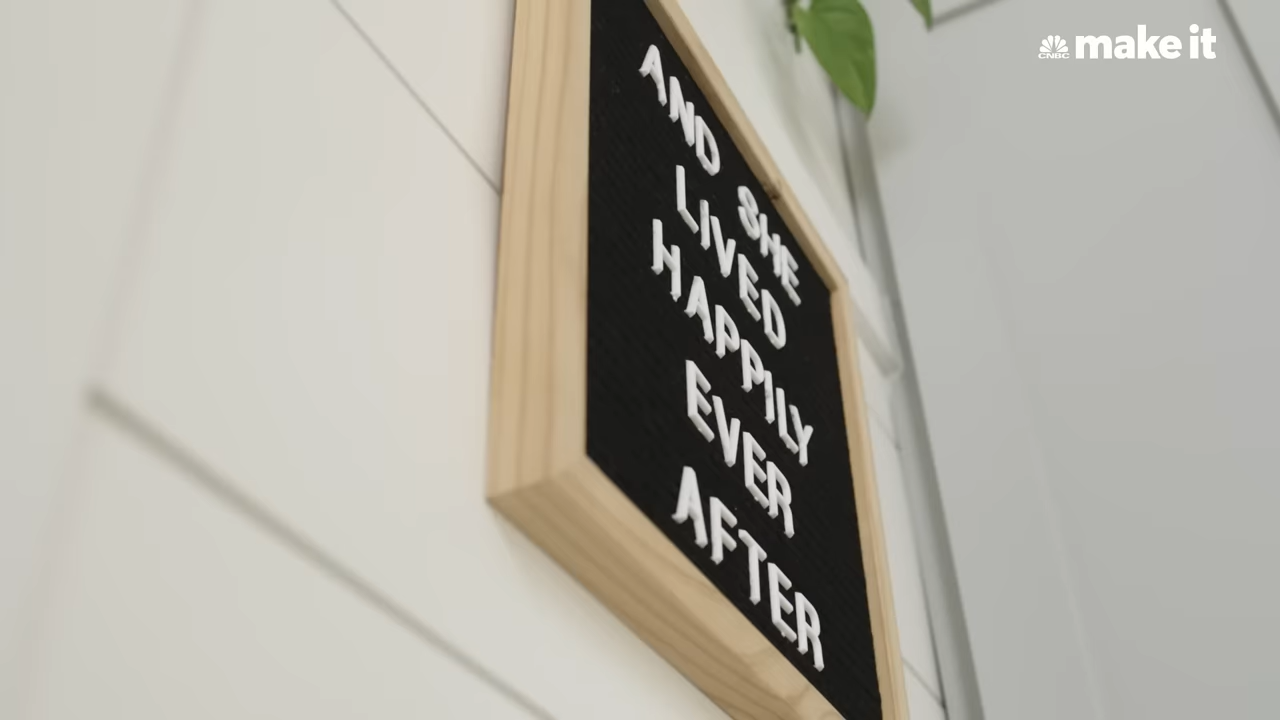 AND SHE
LIVED
HAPPILY
EVER
AFTER
CNBC make it